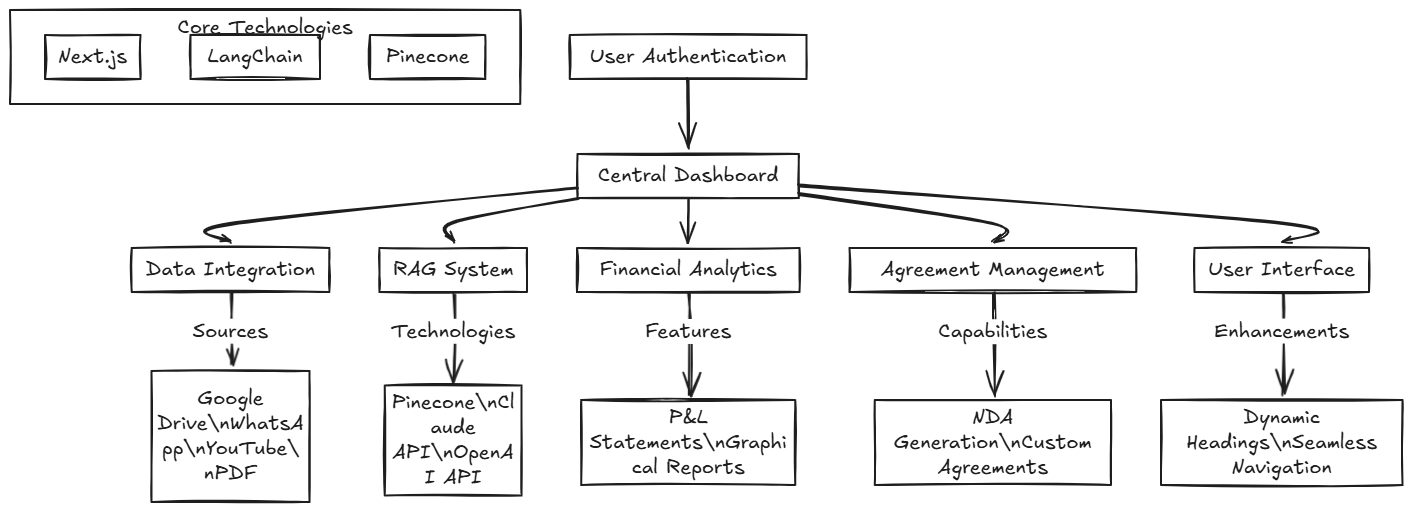 Core Technologies
Next.js
LangChain
Pinecone
User Authentication
Central Dashboard
Data Integration
RAG System
Financial Analytics
Agreement Management
User Interface
Sources
Technologies
Features
Capabilities
Enhancements
Google
Drive\nWhatsA
pp\nYouTube\
nPDF
Pinecone\nCl
aude
API\nOpenA
I API
P&L
Statements\nGraphi
cal Reports
NDA
Generation\nCustom
Agreements
Dynamic
Headings\nSeamless
Navigation